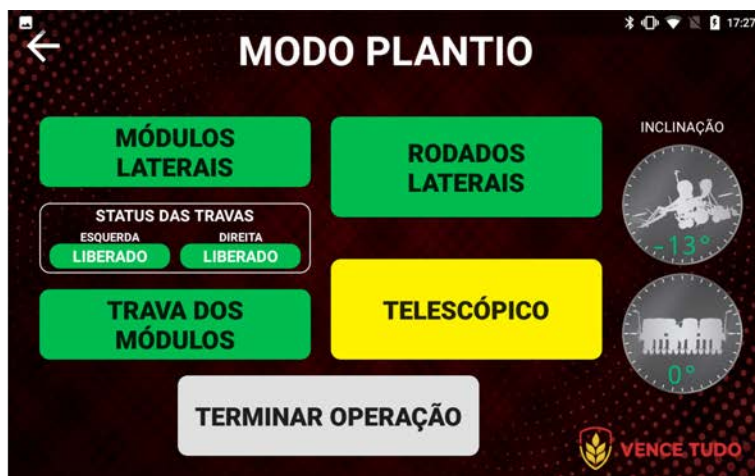 17:27
MODO PLANTIO
MÓDULOS
LATERAIS
RODADOS
LATERAIS
INCLINAÇÃO
-13°
STATUS DAS TRAVAS
ESQUERDA DIREITA
LIBERADO LIBERADO
TRAVA DOS
MÓDULOS
TELESCÓPICO
0°
TERMINAR OPERAÇÃO
VENCE TUDO